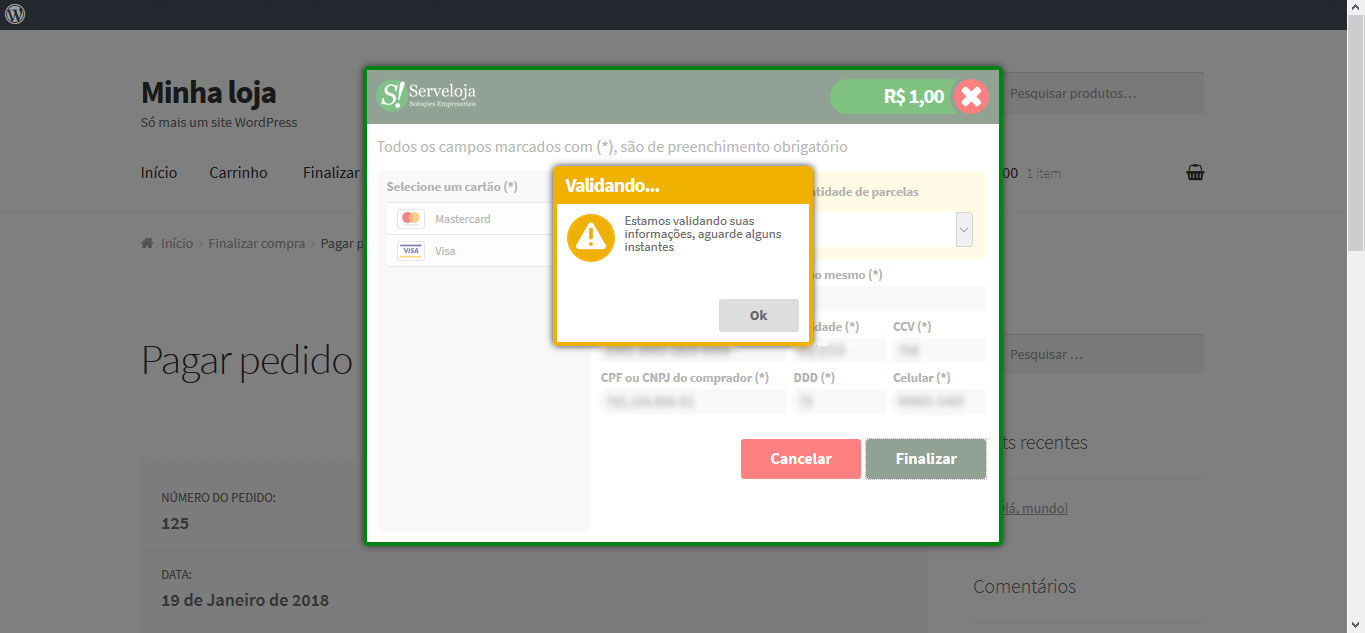 Minha loja
Só mais um site WordPress
Início
Carrinho
Finalizar
Início › Finalizar compra › Pagar p
Pagar pedido
NÚMERO DO PEDIDO:
125
DATA:
19 de Janeiro de 2018
S! Serveloja
Soluções Empresariais
R$ 1,00
Todos os campos marcados com (*), são de preenchimento obrigatório
Selecione um cartão (*)
Mastercard
VISA Visa
Validando...
Estamos validando suas
informações, aguarde alguns
instantes
Ok
tidade de parcelas
o mesmo (*)
dade (*)
CCV (*)
CPF ou CNPJ do comprador (*)
DDD (*)
Celular (*)
Cancelar
Finalizar
Pesquisar produtos…
00 1 item
Pesquisar …
ts recentes
lá, mundo!
Comentários